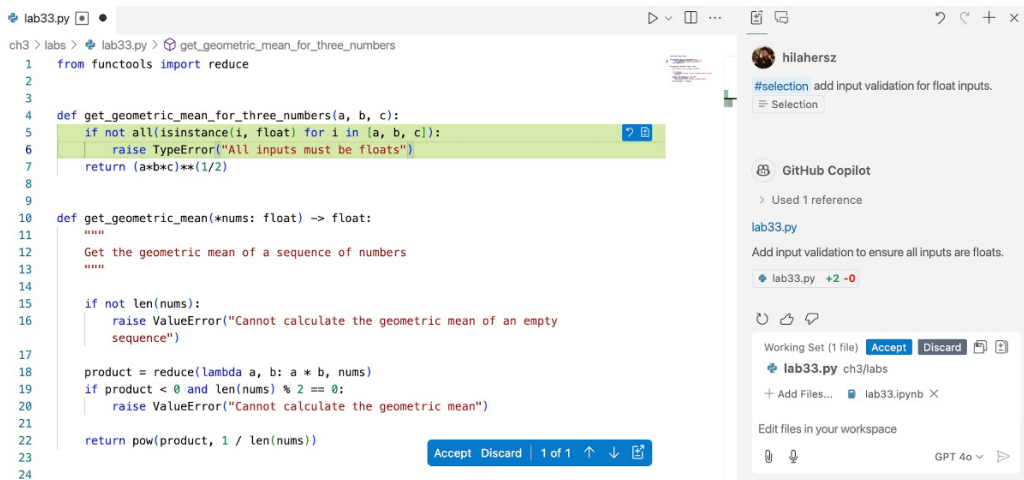 lab33.py
ch3 > labs > lab33.py > get_geometric_mean_for_three_numbers
1 from functools import reduce
2
3
4 def get_geometric_mean_for_three_numbers(a, b, c):
5 if not all(isinstance(i, float) for i in [a, b, c]):
6 raise TypeError("All inputs must be floats")
7 return (a*b*c)**(1/2)
8
9
10 def get_geometric_mean(*nums: float) -> float:
11 """
12 Get the geometric mean of a sequence of numbers
13 """
14
15 if not len(nums):
16 raise ValueError("Cannot calculate the geometric mean of an empty
sequence")
17
18 product = reduce(lambda a, b: a * b, nums)
19 if product < 0 and len(nums) % 2 == 0:
20 raise ValueError("Cannot calculate the geometric mean")
21
22 return pow(product, 1 / len(nums))
23
24
Accept Discard 1 of 1
hilahersz
#selection add input validation for float inputs.
Selection
GitHub Copilot
> Used 1 reference
lab33.py
Add input validation to ensure all inputs are floats.
lab33.py +2 -0
Working Set (1 file) Accept Discard
lab33.py ch3/labs
+ Add Files... lab33.ipynb
Edit files in your workspace
GPT 4o